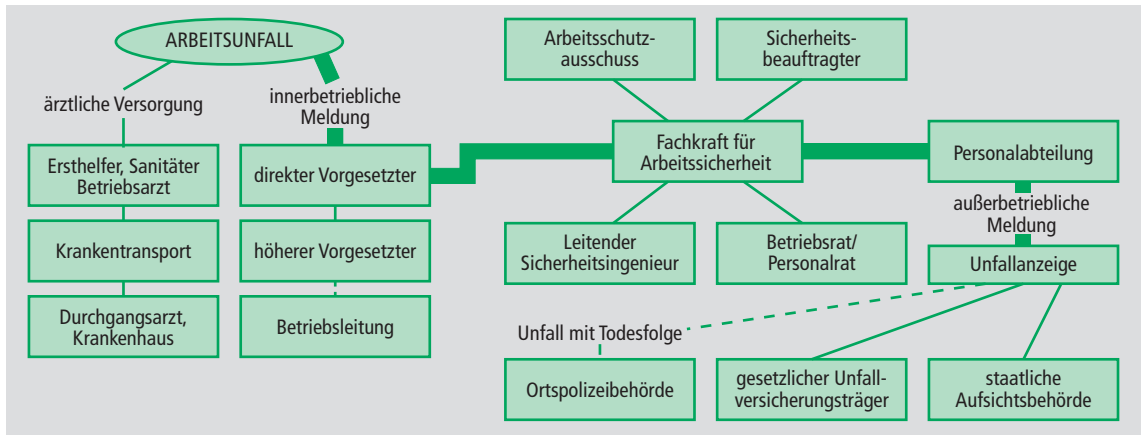 ARBEITSUNFALL
ärztliche Versorgung
Ersthelfer, Sanitäter
Betriebsarzt
Krankentransport
Durchgangsarzt,
Krankenhaus
innerbetriebliche
Meldung
direkter Vorgesetzter
höherer Vorgesetzter
Betriebsleitung
Arbeitsschutz-
ausschuss
Sicherheits-
beauftragter
Fachkraft für
Arbeitssicherheit
Leitender
Sicherheitsingenieur
Betriebsrat/
Personalrat
Personalabteilung
außerbetriebliche
Meldung
Unfallanzeige
Unfall mit Todesfolge
Ortspolizeibehörde
gesetzlicher Unfall-
versicherungsträger
staatliche
Aufsichtsbehörde